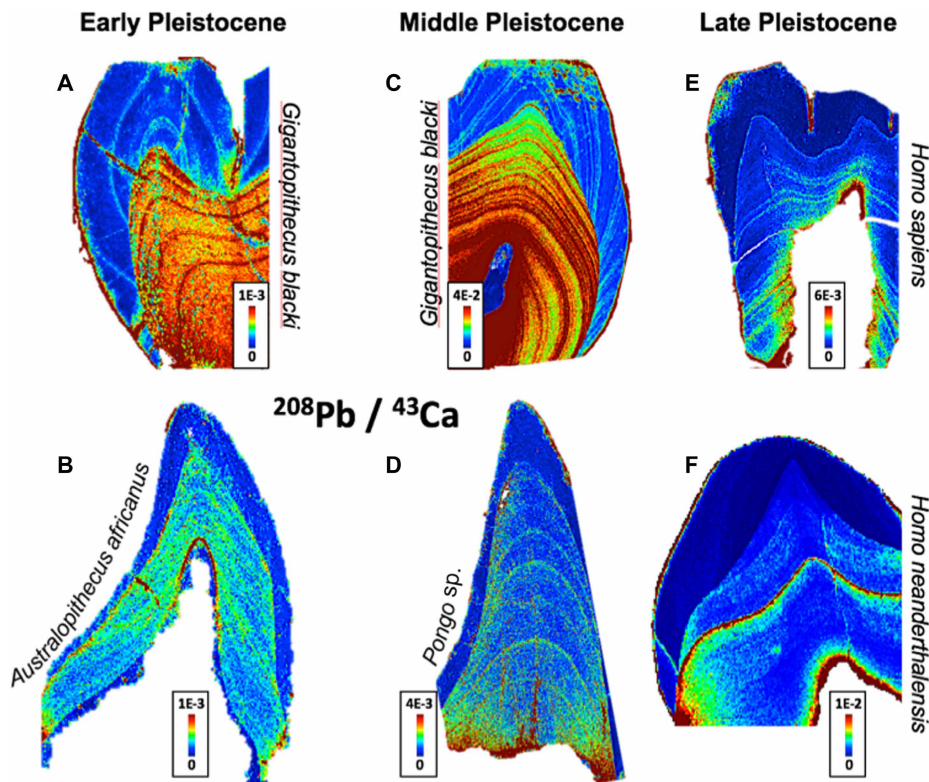 Early Pleistocene
Middle Pleistocene
Late Pleistocene
A
Gigantopithecus blacki
1E-3
0
C
Gigantopithecus blacki
4E-2
0
E
Homo sapiens
6E-3
0
²⁰⁸Pb / ⁴³Ca
B
Australopithecus africanus
1E-3
0
D
Pongo sp.
4E-3
0
F
Homo neanderthalensis
1E-2
0